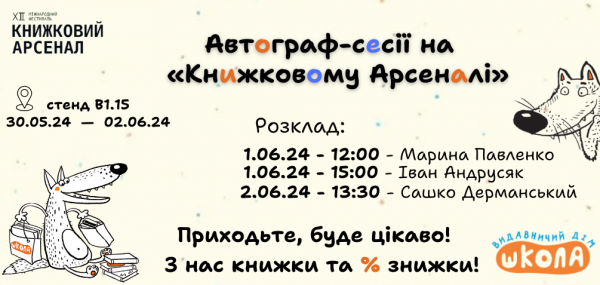 XIII МІЖНАРОДНИЙ
ФЕСТИВАЛЬ
КНИЖКОВИЙ
АРСЕНАЛ
Автограф-сесії на
«Книжковому Арсеналі»
стенд B1.15
30.05.24 — 02.06.24
Розклад:
1.06.24 - 12:00 - Марина Павленко
1.06.24 - 15:00 - Іван Андрусяк
2.06.24 - 13:30 - Сашко Дерманський
Приходьте, буде цікаво!
З нас книжки та % знижки!
ВИДАВНИЧИЙ ДІМ
ШКОЛА
ШКОЛА